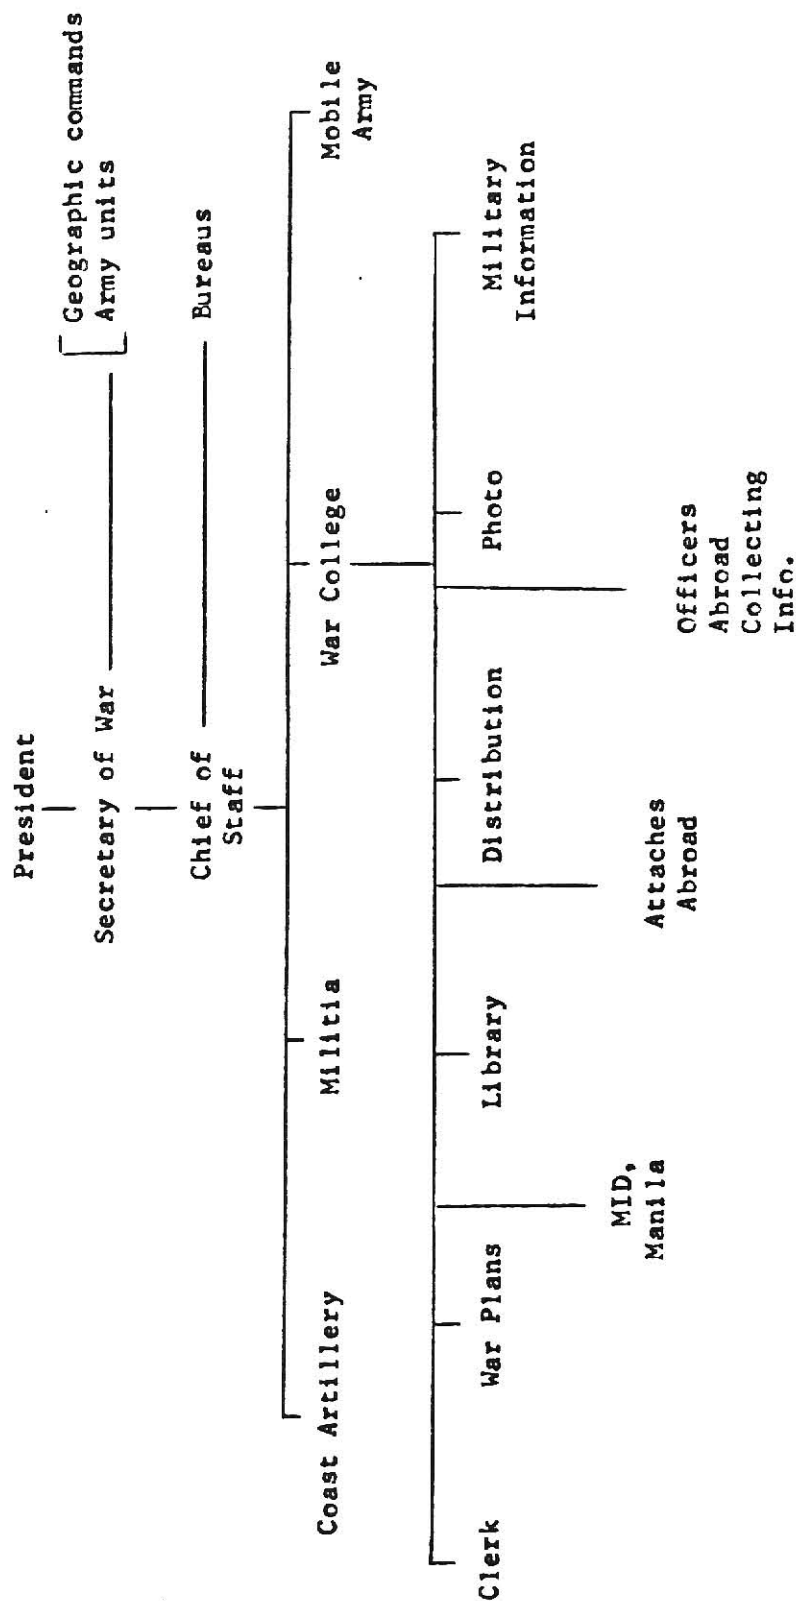 President
Secretary of War
Geographic commands
Army units
Chief of
Staff
Bureaus
Coast Artillery
Militia
War College
Mobile
Army
Clerk
War Plans
Library
Distribution
Photo
Military
Information
MID,
Manila
Attaches
Abroad
Officers
Abroad
Collecting
Info.